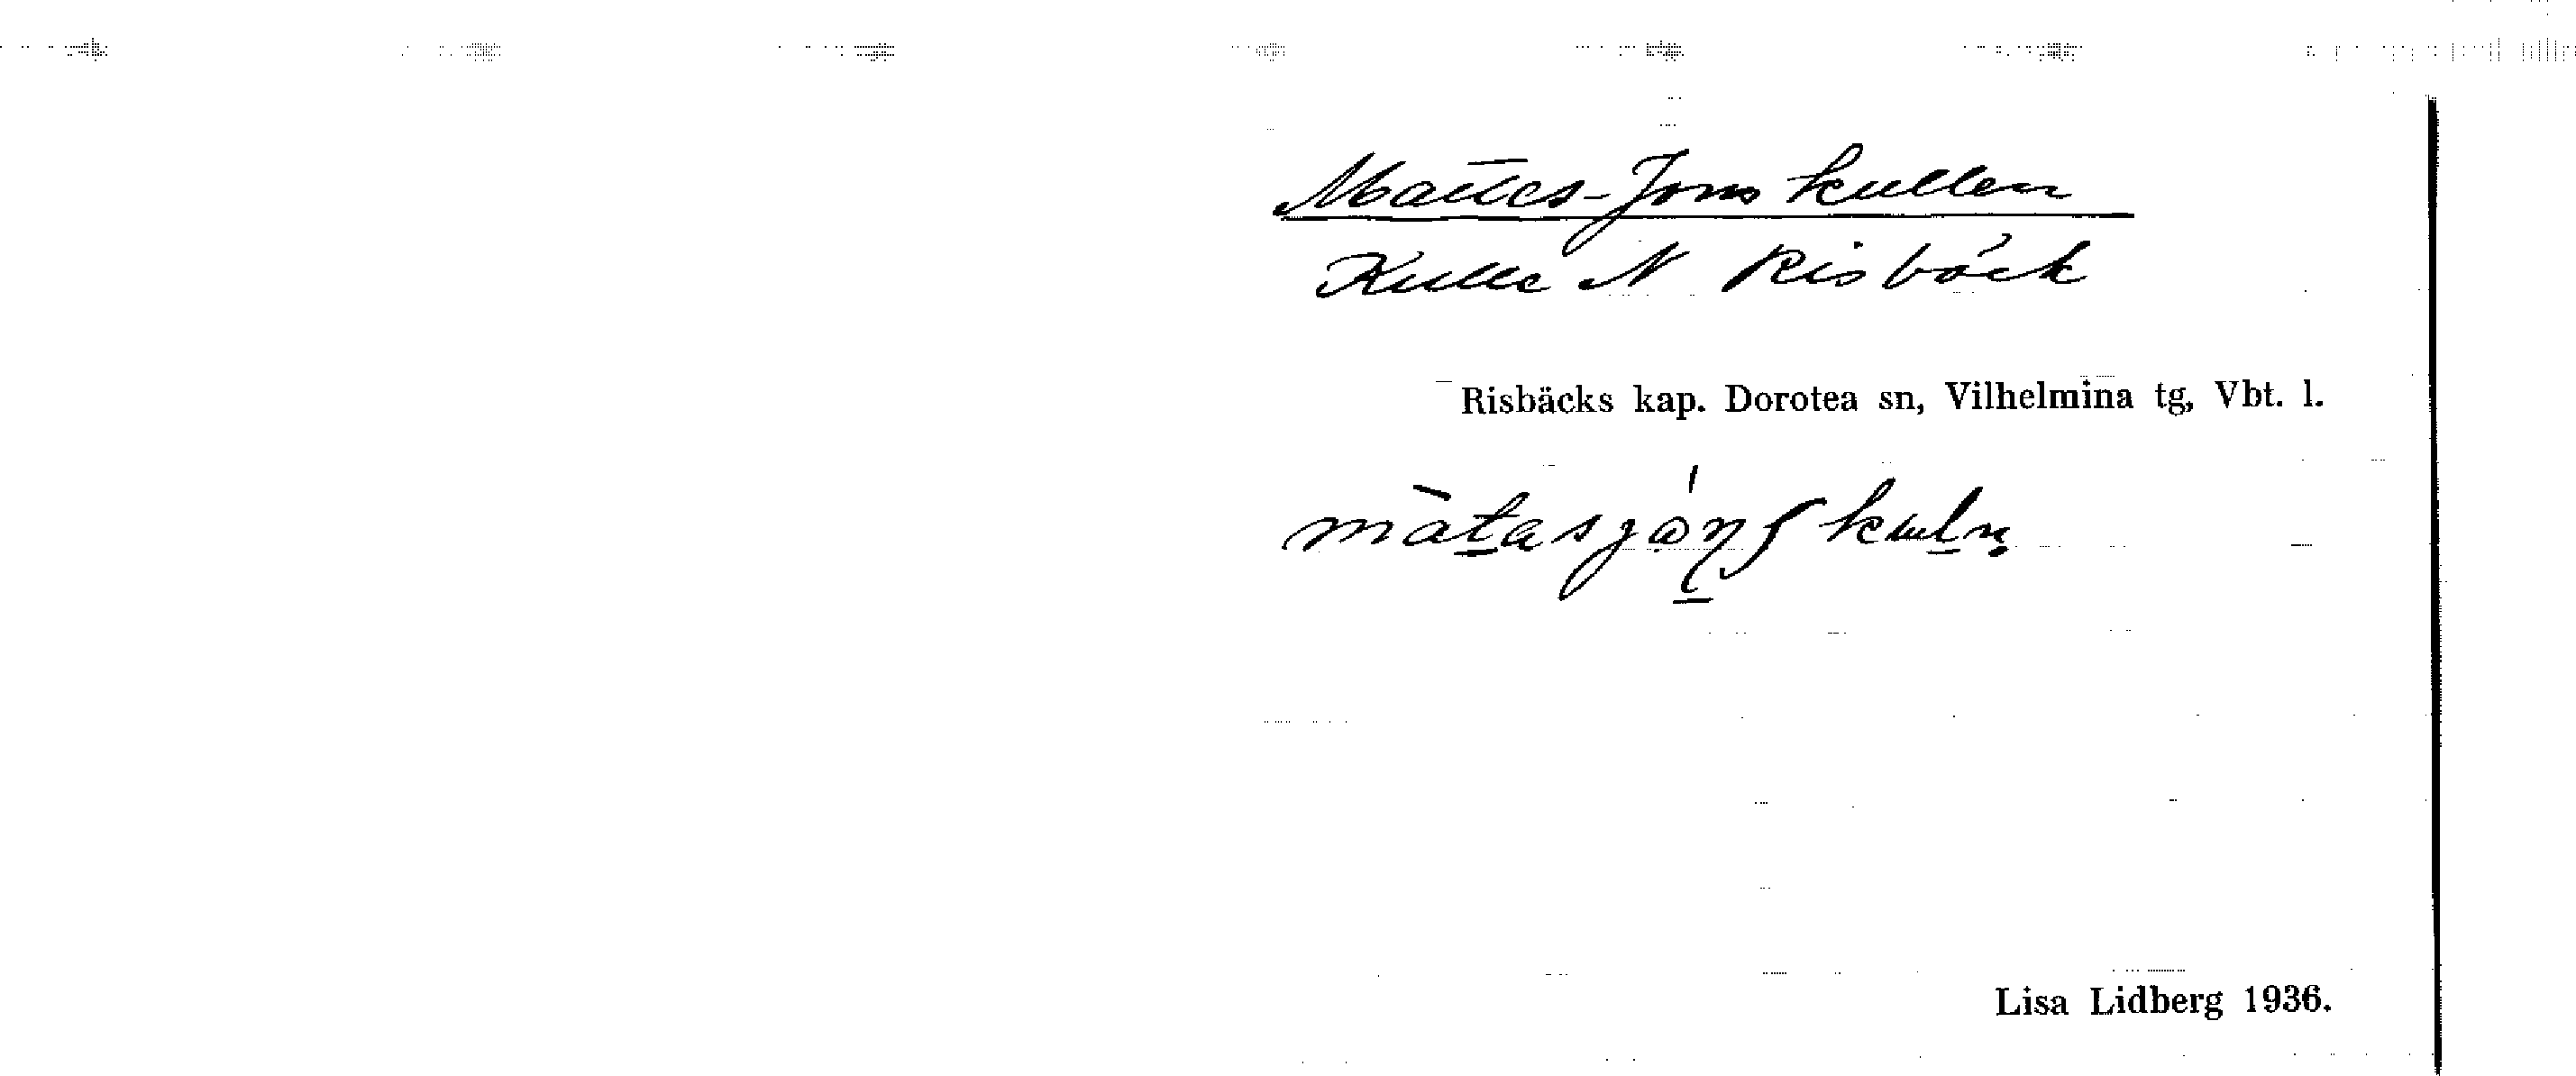 Mattes-Jons kullen
Kulle N Risbäck
Risbäcks kap. Dorotea sn, Vilhelmina tg, Vbt. l.
Lisa Lidberg 1936.